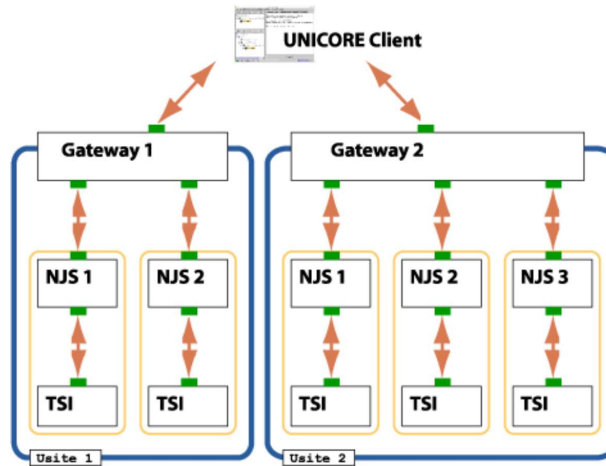 UNICORE Client
Gateway 1
Gateway 2
NJS 1
NJS 2
NJS 1
NJS 2
NJS 3
TSI
TSI
TSI
TSI
TSI
Usite 1
Usite 2